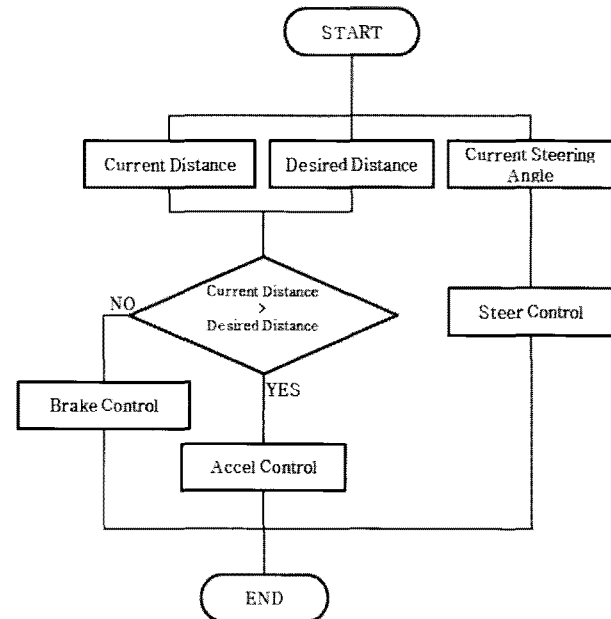 START
Current Distance
Desired Distance
Current Steering
Angle
Current Distance
>
Desired Distance
NO
YES
Steer Control
Brake Control
Accel Control
END